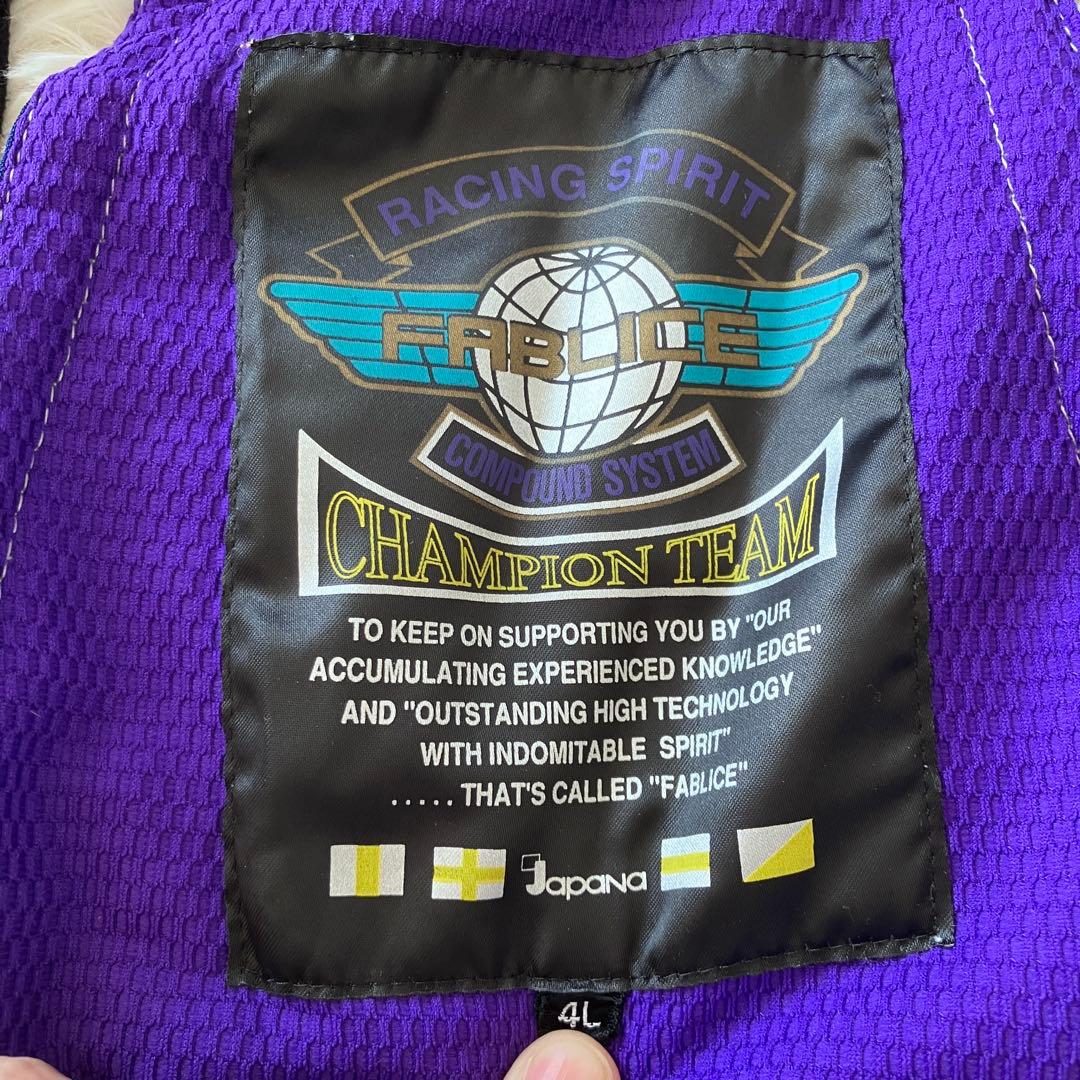 RACING SPIRIT
FABLICE
COMPOUND SYSTEM
CHAMPION TEAM
TO KEEP ON SUPPORTING YOU BY "OUR
ACCUMULATING EXPERIENCED KNOWLEDGE"
AND "OUTSTANDING HIGH TECHNOLOGY
WITH INDOMITABLE SPIRIT"
..... THAT'S CALLED "FABLICE"
Japana
4L